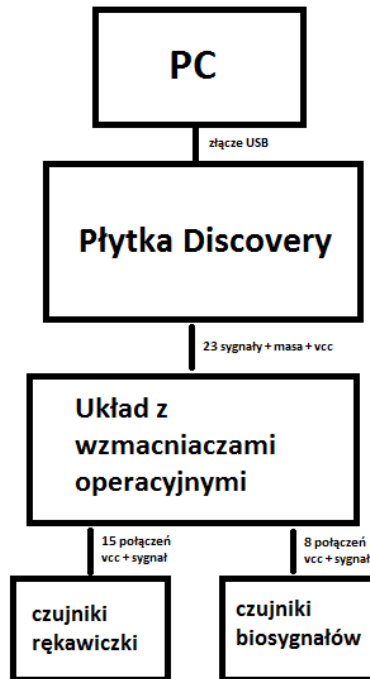 PC
złącze USB
Płytka Discovery
23 sygnały + masa + vcc
Układ z
wzmacniaczami
operacyjnymi
15 połączeń
vcc + sygnał
8 połączeń
vcc + sygnał
czujniki
rękawiczki
czujniki
biosygnałów